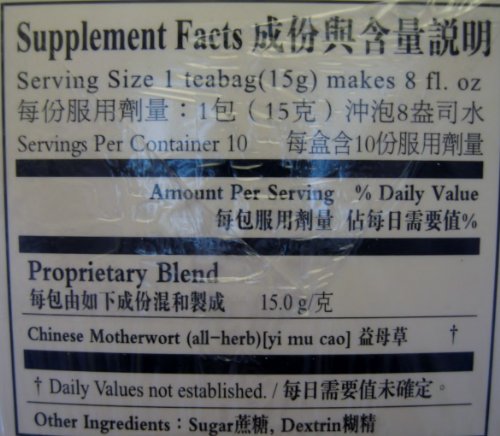 Supplement Facts 成份與含量說明
Serving Size 1 teabag(15g) makes 8 fl. oz
每份服用劑量：1包（15克）沖泡8盎司水
Servings Per Container 10 每盒含10份服用劑量
Amount Per Serving % Daily Value
每包服用劑量 佔每日需要值%
Proprietary Blend
每包由如下成份混和製成 15.0 g/克
Chinese Motherwort (all-herb)[yi mu cao] 益母草 †
† Daily Values not established. / 每日需要值未確定。
Other Ingredients：Sugar蔗糖, Dextrin糊精